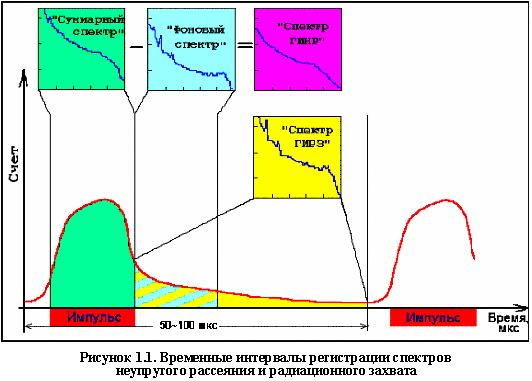 "Суммарный
спектр"
"Фоновый
спектр"
"Спектр
ГИНР"
"Спектр
ГИРЗ"
Счет
Импульс
50~100 мкс
Импульс
Время,
мкс
Рисунок 1.1. Временные интервалы регистрации спектров
неупругого рассеяния и радиационного захвата